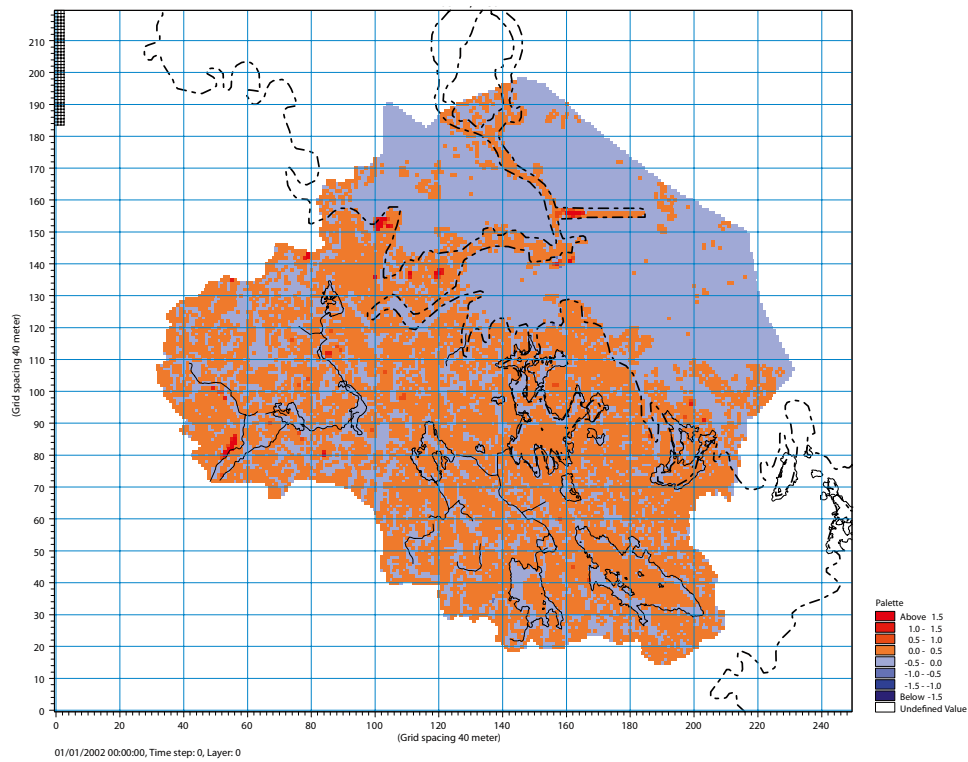 210
200
190
180
170
160
150
140
130
120
110
100
90
80
70
60
50
40
30
20
10
0
(Grid spacing 40 meter)
0 20 40 60 80 100 120 140 160 180 200 220 240
(Grid spacing 40 meter)
01/01/2002 00:00:00, Time step: 0, Layer: 0
Palette
Above 1.5
1.0 - 1.5
0.5 - 1.0
0.0 - 0.5
-0.5 - 0.0
-1.0 --0.5
-1.5 --1.0
Below -1.5
Undefined Value